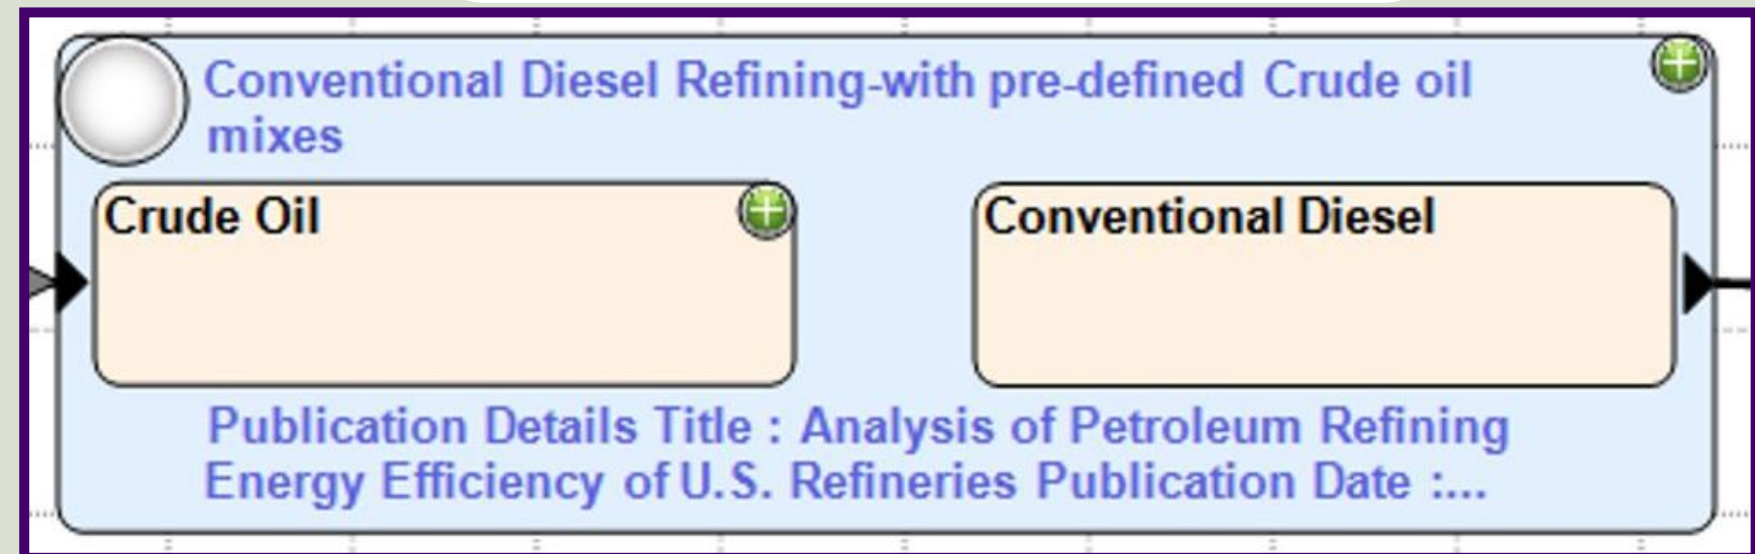 Conventional Diesel Refining-with pre-defined Crude oil
mixes
Crude Oil
Conventional Diesel
Publication Details Title : Analysis of Petroleum Refining
Energy Efficiency of U.S. Refineries Publication Date :...